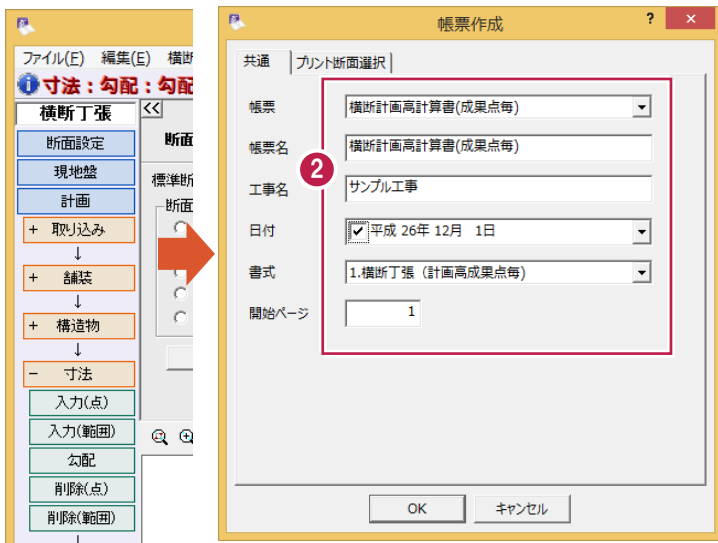 ファイル(F) 編集(E) 横断
寸法：勾配：勾配
横断丁張
<<
断面設定
現地盤
計画
+ 取り込み
↓
+ 舗装
↓
+ 構造物
↓
- 寸法
入力(点)
入力(範囲)
勾配
削除(点)
削除(範囲)
断面
標準断
断面
帳票作成
? ×
共通 プリント断面選択
2
帳票 横断計画高計算書(成果点毎)
帳票名 横断計画高計算書(成果点毎)
工事名 サンプル工事
日付 平成 26年 12月 1日
書式 1.横断丁張（計画高成果点毎)
開始ページ 1
OK キャンセル